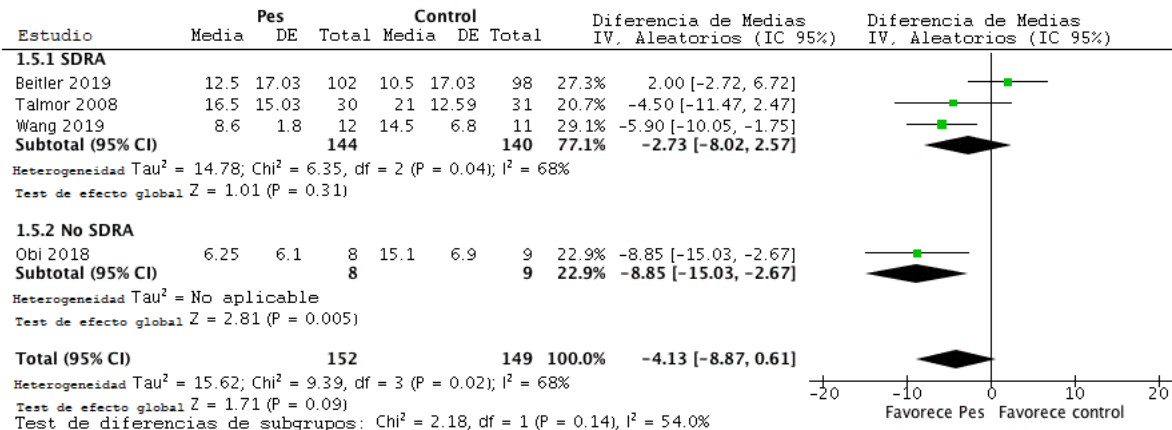 Pes Control Diferencia de Medias Diferencia de Medias
Estudio Media DE Total Media DE Total IV, Aleatorios (IC 95%) IV, Aleatorios (IC 95%)
1.5.1 SDRA
Beitler 2019 12.5 17.03 102 10.5 17.03 98 27.3% 2.00 [-2.72, 6.72]
Talmor 2008 16.5 15.03 30 21 12.59 31 20.7% -4.50 [-11.47, 2.47]
Wang 2019 8.6 1.8 12 14.5 6.8 11 29.1% -5.90 [-10.05, -1.75]
Subtotal (95% CI) 144 140 77.1% -2.73 [-8.02, 2.57]
Heterogeneidad Tau² = 14.78; Chi² = 6.35, df = 2 (P = 0.04); I² = 68%
Test de efecto global Z = 1.01 (P = 0.31)
1.5.2 No SDRA
Obi 2018 6.25 6.1 8 15.1 6.9 9 22.9% -8.85 [-15.03, -2.67]
Subtotal (95% CI) 8 9 22.9% -8.85 [-15.03, -2.67]
Heterogeneidad Tau² = No aplicable
Test de efecto global Z = 2.81 (P = 0.005)
Total (95% CI) 152 149 100.0% -4.13 [-8.87, 0.61]
Heterogeneidad Tau² = 15.62; Chi² = 9.39, df = 3 (P = 0.02); I² = 68%
Test de efecto global Z = 1.71 (P = 0.09)
Test de diferencias de subgrupos: Chi² = 2.18, df = 1 (P = 0.14), I² = 54.0%
-20 -10 0 10 20
Favorece Pes Favorece control